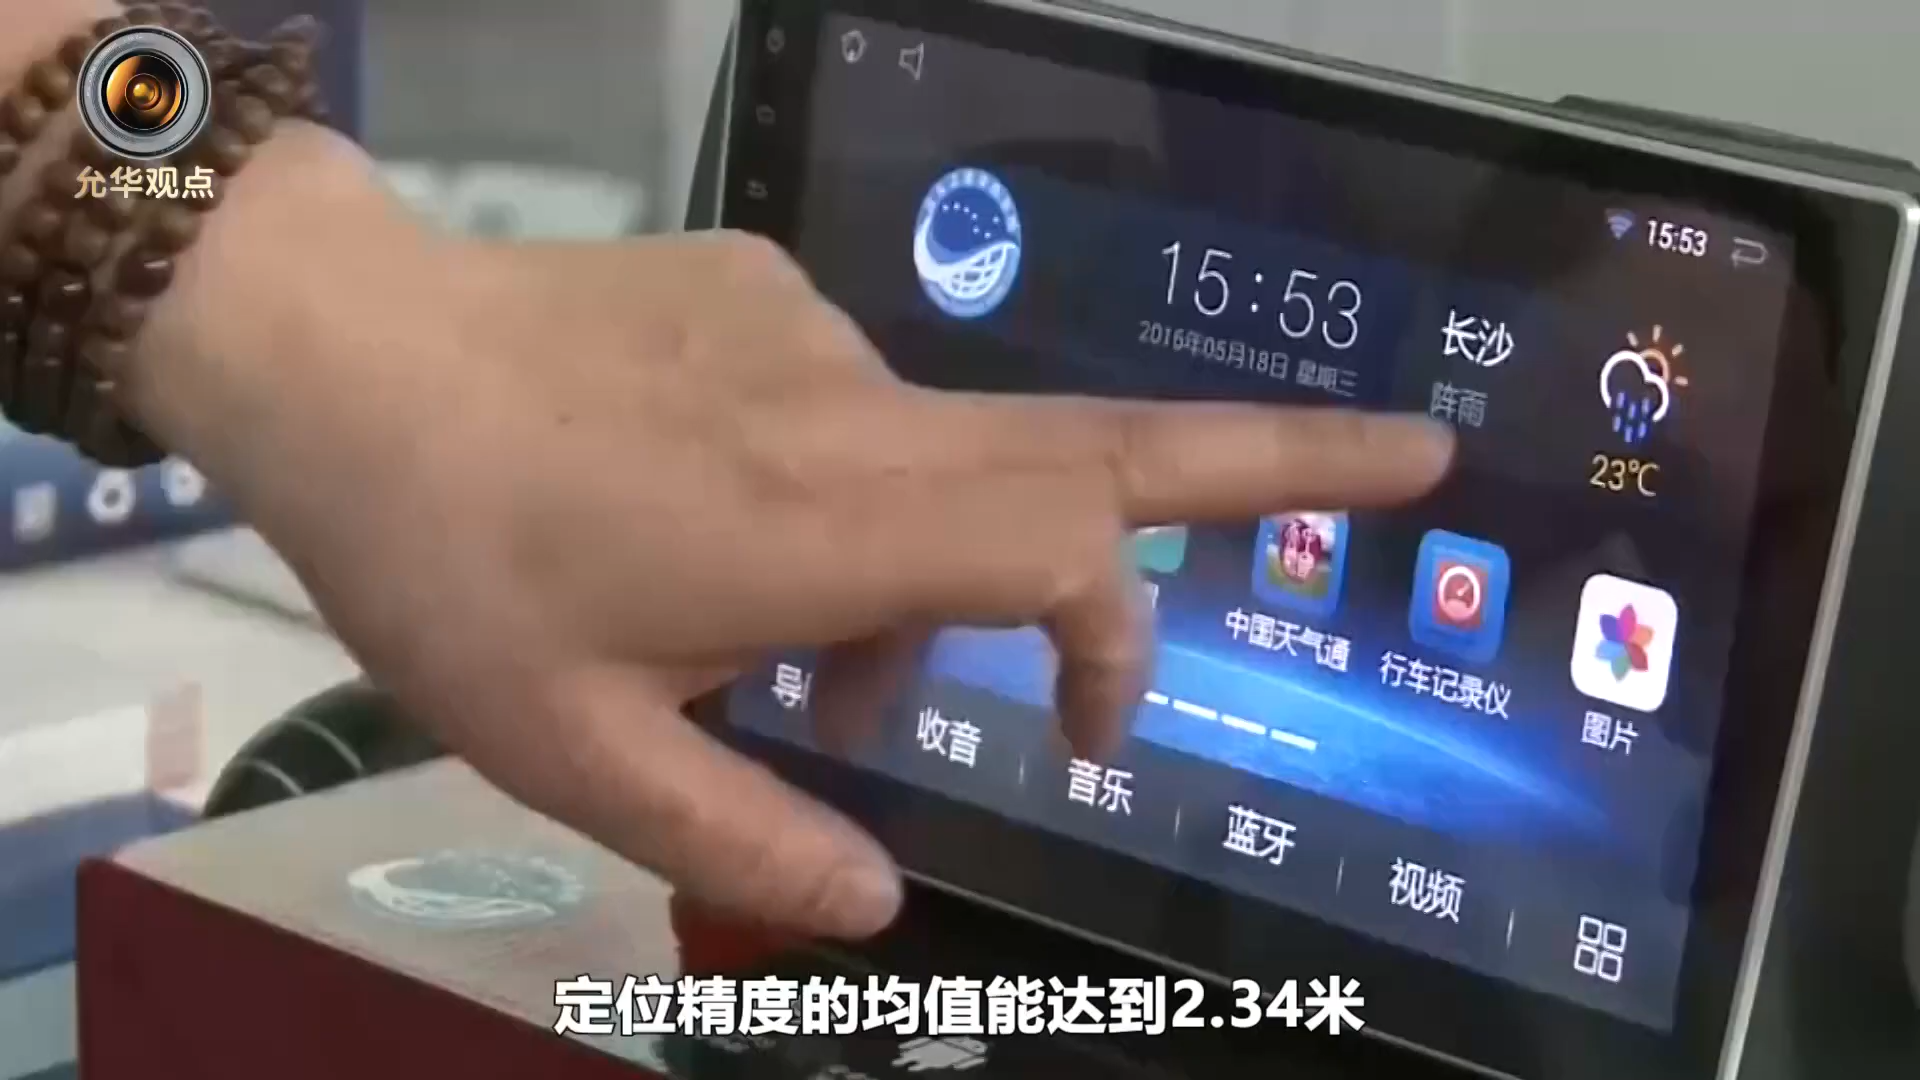 允华观点
15:53
15:53
2016年05月18日 星期三
长沙
阵雨
23℃
中国天气通
行车记录仪
图片
收音
音乐
蓝牙
视频
定位精度的均值能达到2.34米